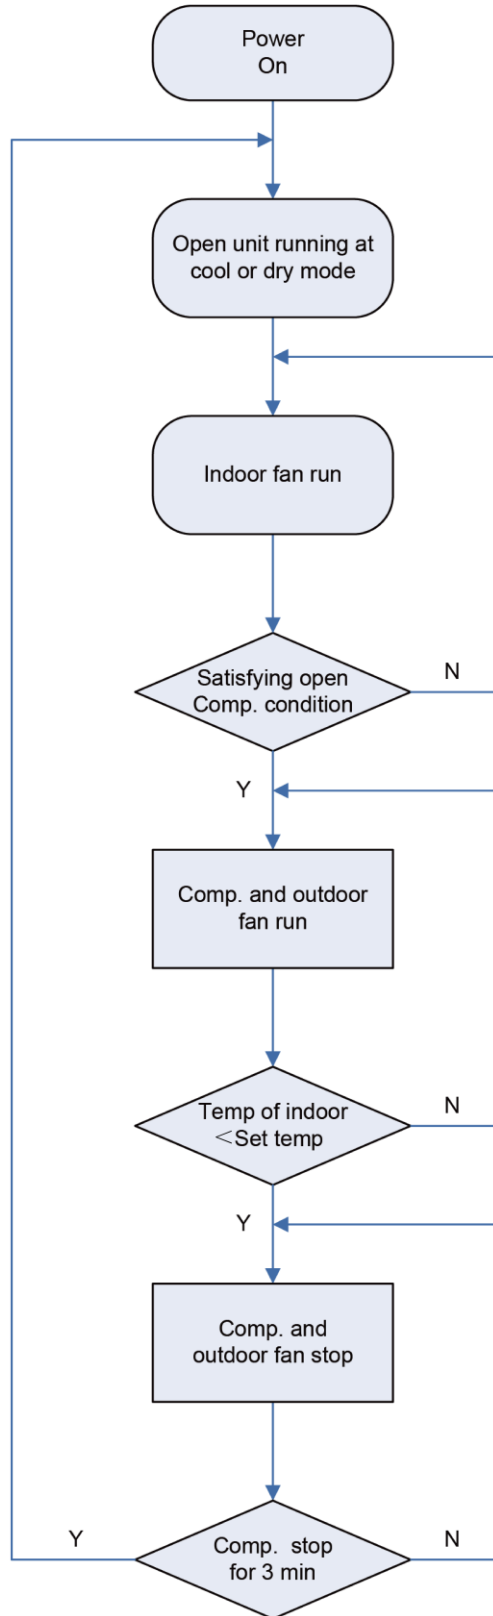 Power
On
Open unit running at
cool or dry mode
Indoor fan run
Satisfying open
Comp. condition
N
Y
Comp. and outdoor
fan run
Temp of indoor
＜Set temp
N
Y
Comp. and
outdoor fan stop
Y
Comp. stop
for 3 min
N